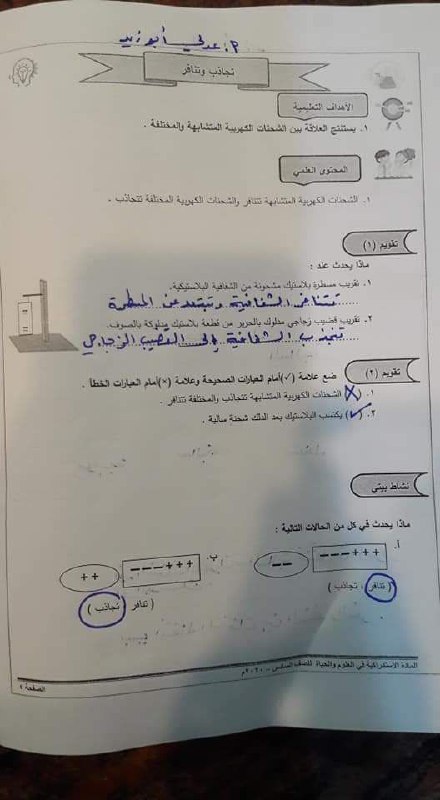 م. عدلي أبو زيد
تجاذب وتنافر
الأهداف التعليمية
١. يستنتج العلاقة بين الشحنات الكهربية المتشابهة والمختلفة .
المحتوى العلمي
١. الشحنات الكهربية المتشابهة تتنافر والشحنات الكهربية المختلفة تتجاذب .
تقويم (١)
ماذا يحدث عند :
١. تقريب مسطرة بلاستيك مشحونة من الشفافية البلاستيكية.
تتنافر الشفافية وتبتعد عن المسطرة
٢. تقريب قضيب زجاجي مدلوك بالحرير من قطعة بلاستيك مدلوكة بالصوف.
تنجذب الشفافية إلى القضيب الزجاجي
تقويم (٢)
ضع علامة (✓) أمام العبارات الصحيحة وعلامة (×) أمام العبارات الخطأ .
١. (X) الشحنات الكهربية المتشابهة تتجاذب والمختلفة تتنافر .
٢. (✓) يكتسب البلاستيك بعد الدلك شحنة سالبة .
نشاط بيتي
ماذا يحدث في كل من الحالات التالية :
أ. − − − + + + − −
( تنافر ، تجاذب )
ب. − − − + + + + +
( تنافر ، تجاذب )
المادة الاستدراكية في العلوم والحياة للصف السادس - ٢٠٢٠م
الصفحة ٩